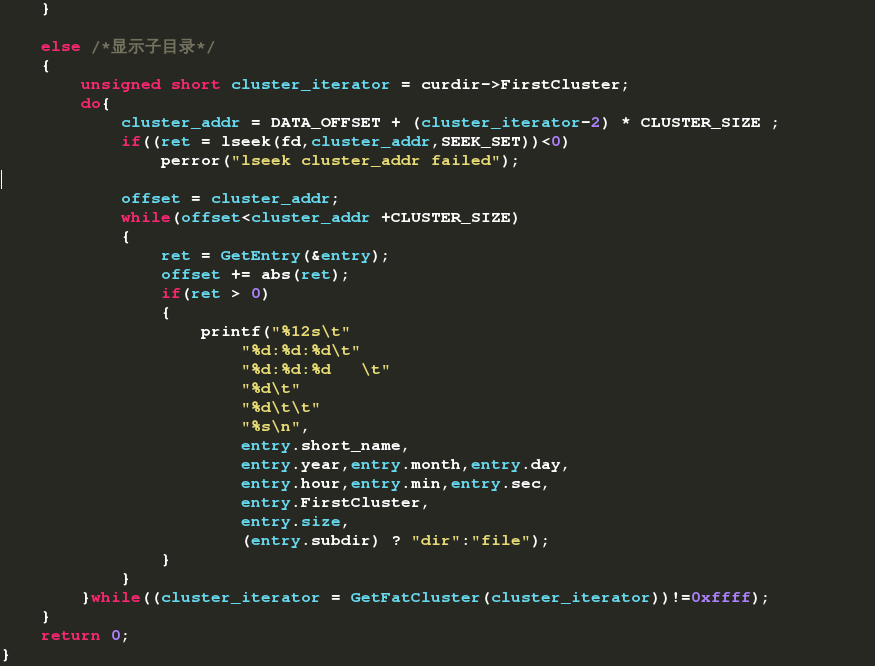 }

    else /*显示子目录*/
    {
        unsigned short cluster_iterator = curdir->FirstCluster;
        do{
            cluster_addr = DATA_OFFSET + (cluster_iterator-2) * CLUSTER_SIZE ;
            if((ret = lseek(fd,cluster_addr,SEEK_SET))<0)
                perror("lseek cluster_addr failed");

            offset = cluster_addr;
            while(offset<cluster_addr +CLUSTER_SIZE)
            {
                ret = GetEntry(&entry);
                offset += abs(ret);
                if(ret > 0)
                {
                    printf("%12s\t"
                        "%d:%d:%d\t"
                        "%d:%d:%d   \t"
                        "%d\t"
                        "%d\t\t"
                        "%s\n",
                        entry.short_name,
                        entry.year,entry.month,entry.day,
                        entry.hour,entry.min,entry.sec,
                        entry.FirstCluster,
                        entry.size,
                        (entry.subdir) ? "dir":"file");
                }
            }
        }while((cluster_iterator = GetFatCluster(cluster_iterator))!=0xffff);
    }
    return 0;
}